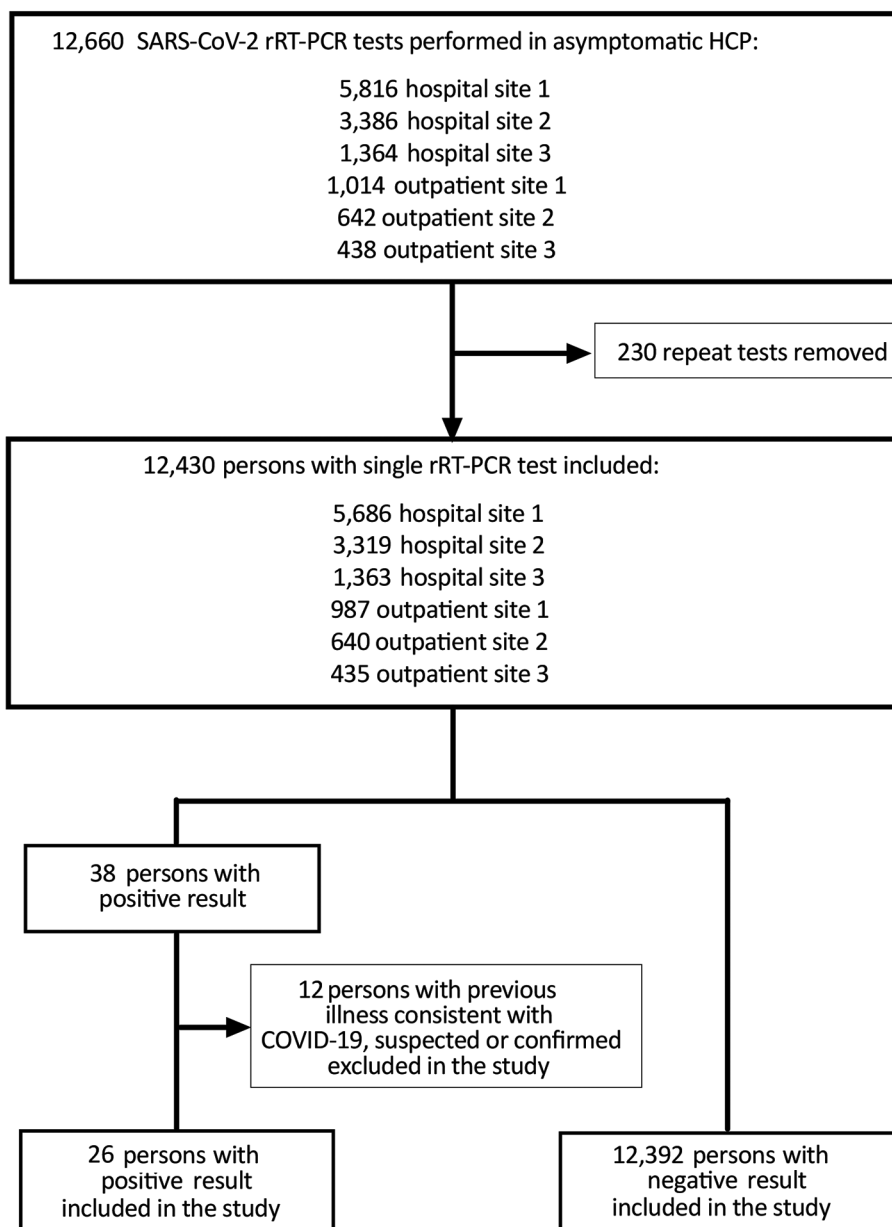 12,660 SARS-CoV-2 rRT-PCR tests performed in asymptomatic HCP:
5,816 hospital site 1
3,386 hospital site 2
1,364 hospital site 3
1,014 outpatient site 1
642 outpatient site 2
438 outpatient site 3
230 repeat tests removed
12,430 persons with single rRT-PCR test included:
5,686 hospital site 1
3,319 hospital site 2
1,363 hospital site 3
987 outpatient site 1
640 outpatient site 2
435 outpatient site 3
38 persons with
positive result
12 persons with previous
illness consistent with
COVID-19, suspected or confirmed
excluded in the study
26 persons with
positive result
included in the study
12,392 persons with
negative result
included in the study